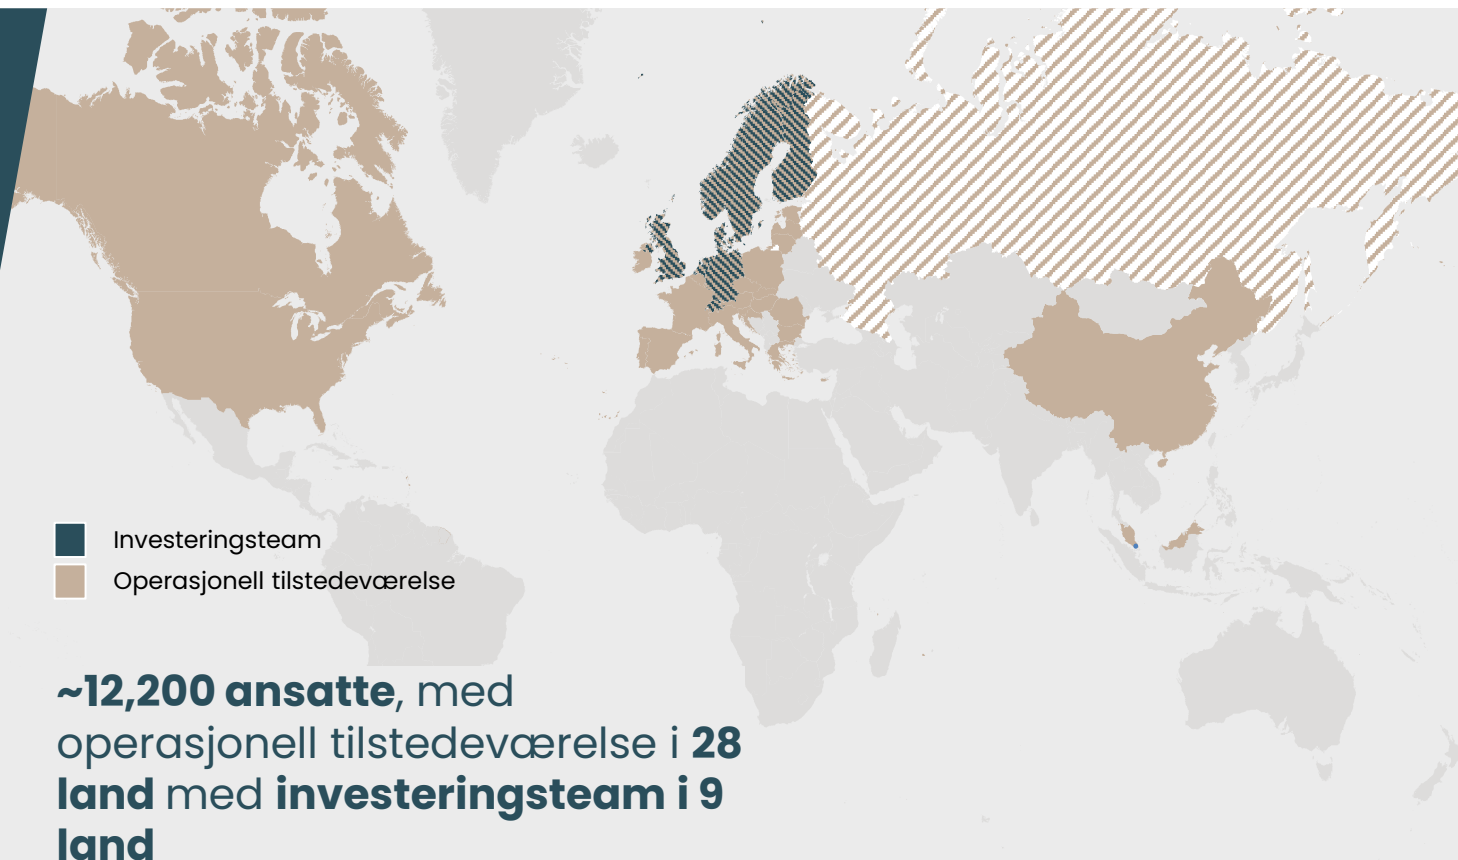 Investeringsteam
Operasjonell tilstedeværelse
~12,200 ansatte, med
operasjonell tilstedeværelse i 28
land med investeringsteam i 9
land